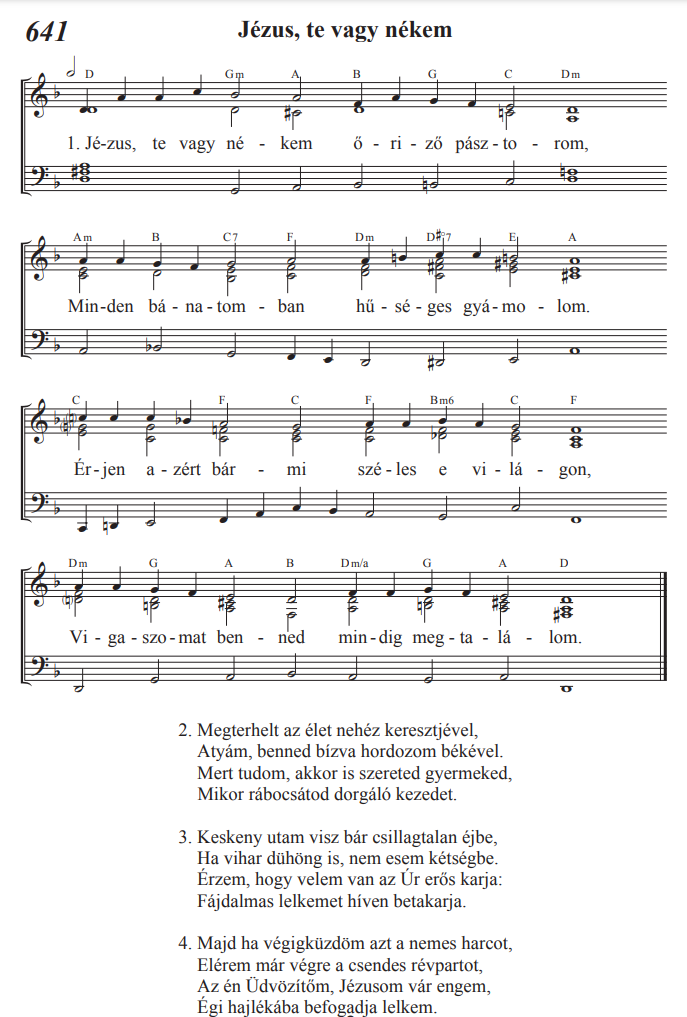 641 Jézus, te vagy nékem
D Gm A B G C Dm
1. Jé-zus, te vagy né - kem ő - ri - ző pász - to - rom,
Am B C7 F Dm D♯°7 E A
Min-den bá - na - tom - ban hű - sé - ges gyá - mo - lom.
C F C F Bm6 C F
Ér - jen a - zért bár - mi szé - les e vi - lá - gon,
Dm G A B Dm/a G A D
Vi - ga - szo - mat ben - ned min - dig meg - ta - lá - lom.
2. Megterhelt az élet nehéz keresztjével,
Atyám, benned bízva hordozom békével.
Mert tudom, akkor is szereted gyermeked,
Mikor rábocsátod dorgáló kezedet.
3. Keskeny utam visz bár csillagtalan éjbe,
Ha vihar dühöng is, nem esem kétségbe.
Érzem, hogy velem van az Úr erős karja:
Fájdalmas lelkemet híven betakarja.
4. Majd ha végigküzdöm azt a nemes harcot,
Elérem már végre a csendes révpartot,
Az én Üdvözítőm, Jézusom vár engem,
Égi hajlékába befogadja lelkem.